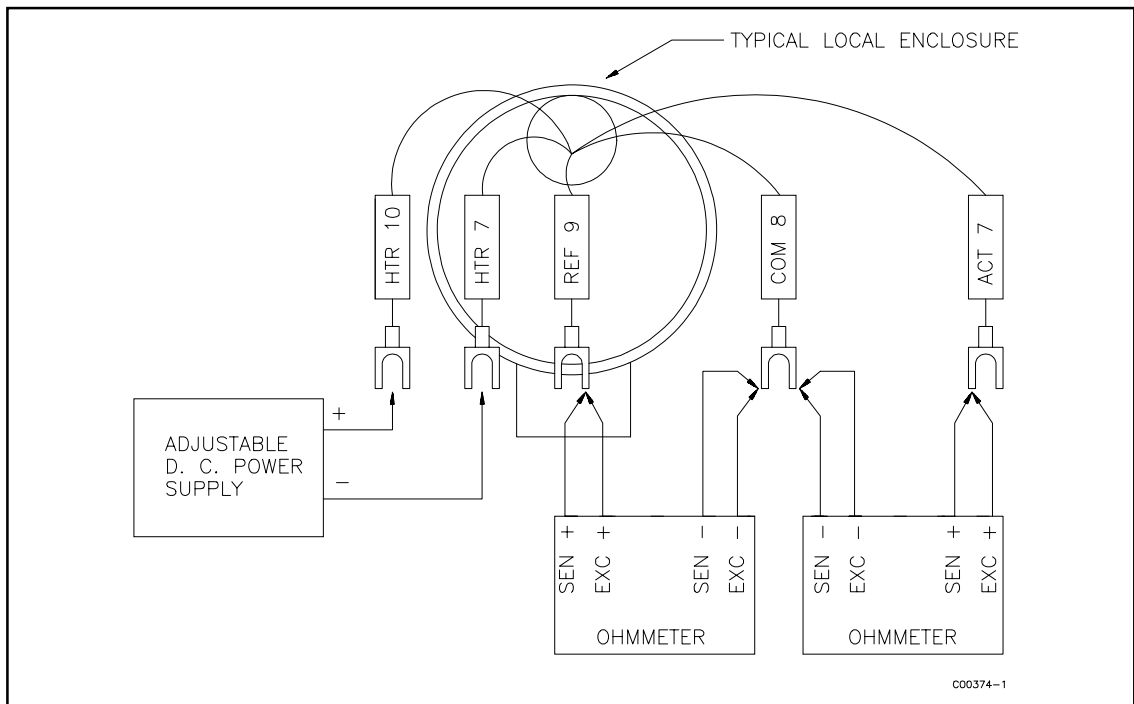 TYPICAL LOCAL ENCLOSURE
HTR 10
HTR 7
REF 9
COM 8
ACT 7
+
−
ADJUSTABLE
D. C. POWER
SUPPLY
SEN +
EXC +
SEN −
EXC −
OHMMETER
SEN −
EXC −
SEN +
EXC +
OHMMETER
C00374-1